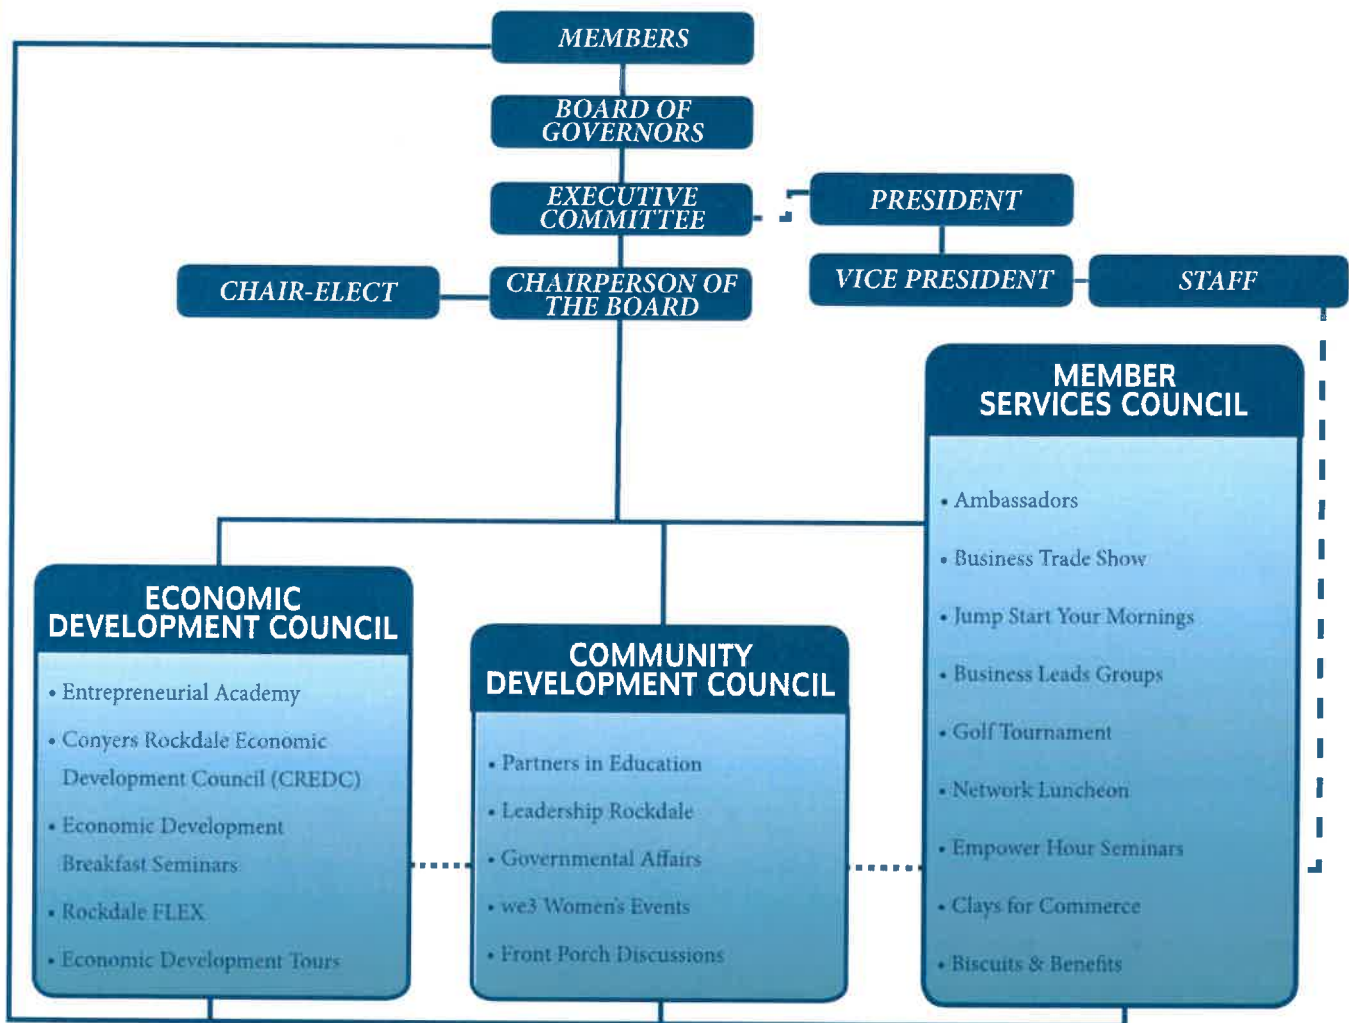 MEMBERS
BOARD OF
GOVERNORS
EXECUTIVE
COMMITTEE
PRESIDENT
CHAIR-ELECT
CHAIRPERSON OF
THE BOARD
VICE PRESIDENT
STAFF
MEMBER
SERVICES COUNCIL
• Ambassadors
• Business Trade Show
• Jump Start Your Mornings
• Business Leads Groups
• Golf Tournament
• Network Luncheon
• Empower Hour Seminars
• Clays for Commerce
• Biscuits & Benefits
ECONOMIC
DEVELOPMENT COUNCIL
• Entrepreneurial Academy
• Conyers Rockdale Economic
Development Council (CREDC)
• Economic Development
Breakfast Seminars
• Rockdale FLEX
• Economic Development Tours
COMMUNITY
DEVELOPMENT COUNCIL
• Partners in Education
• Leadership Rockdale
• Governmental Affairs
• we3 Women's Events
• Front Porch Discussions